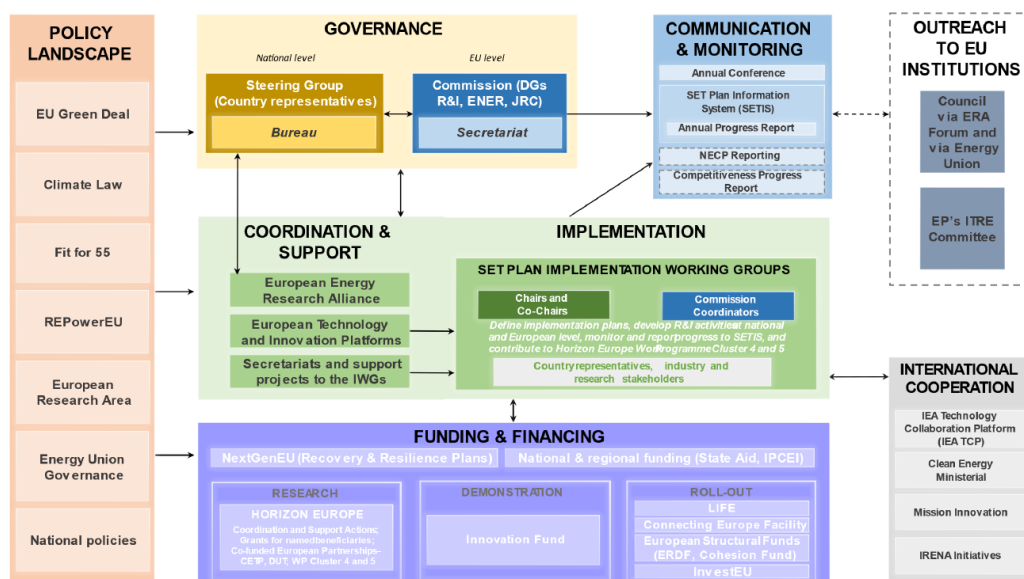 POLICY
LANDSCAPE
EU Green Deal
Climate Law
Fit for 55
REPowerEU
European
Research Area
Energy Union
Governance
National policies
GOVERNANCE
National level
EU level
Steering Group
(Country representatives)
Bureau
Commission (DGs
R&I, ENER, JRC)
Secretariat
COMMUNICATION
& MONITORING
Annual Conference
SET Plan Information
System (SETIS)
Annual Progress Report
NECP Reporting
Competitiveness Progress
Report
OUTREACH
TO EU
INSTITUTIONS
Council
via ERA
Forum and
via Energy
Union
EP's ITRE
Committee
COORDINATION &
SUPPORT
European Energy
Research Alliance
European Technology
and Innovation Platforms
Secretariats and support
projects to the IWGs
IMPLEMENTATION
SET PLAN IMPLEMENTATION WORKING GROUPS
Chairs and
Co-Chairs
Commission
Coordinators
Define implementation plans, develop R&I activities at national
and European level, monitor and report progress to SETIS, and
contribute to Horizon Europe Work Programme Cluster 4 and 5
Country representatives, industry and
research stakeholders
INTERNATIONAL
COOPERATION
IEA Technology
Collaboration Platform
(IEA TCP)
Clean Energy
Ministerial
Mission Innovation
IRENA Initiatives
FUNDING & FINANCING
NextGenEU (Recovery & Resilience Plans)
National & regional funding (State Aid, IPCEI)
RESEARCH
HORIZON EUROPE
Coordination and Support Actions;
Grants for named beneficiaries;
Co-funded European Partnerships-
CETP, DUT; WP Cluster 4 and 5
DEMONSTRATION
Innovation Fund
ROLL-OUT
LIFE
Connecting Europe Facility
European Structural Funds
(ERDF, Cohesion Fund)
InvestEU